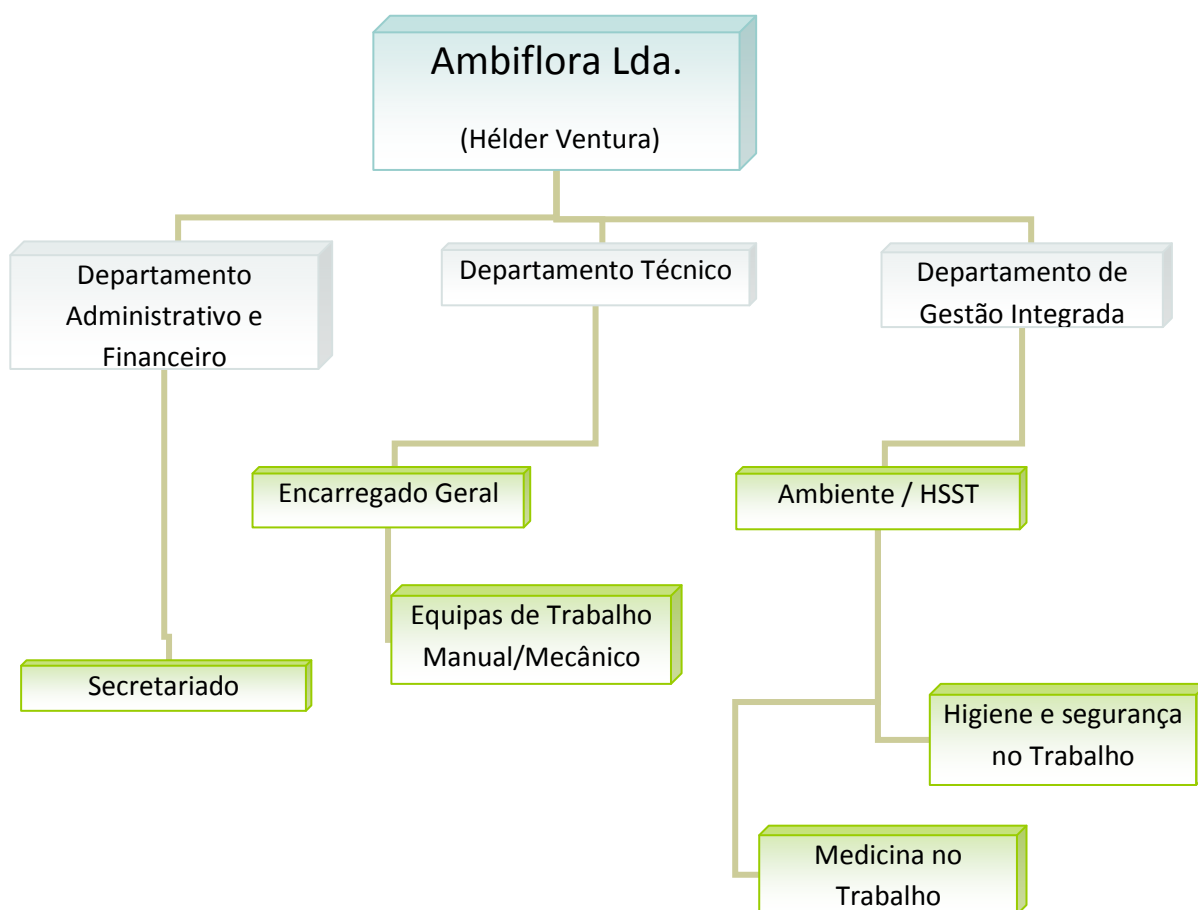 Ambiflora Lda.
(Hélder Ventura)
Departamento
Administrativo e
Financeiro
Departamento Técnico
Departamento de
Gestão Integrada
Encarregado Geral
Ambiente / HSST
Equipas de Trabalho
Manual/Mecânico
Secretariado
Higiene e segurança
no Trabalho
Medicina no
Trabalho